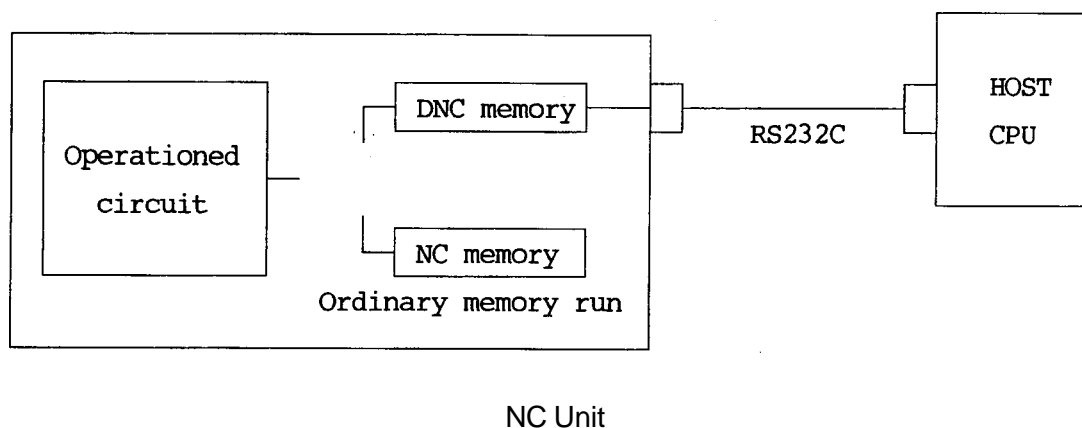 Operationed
circuit
DNC memory
NC memory
Ordinary memory run
RS232C
HOST
CPU
NC Unit